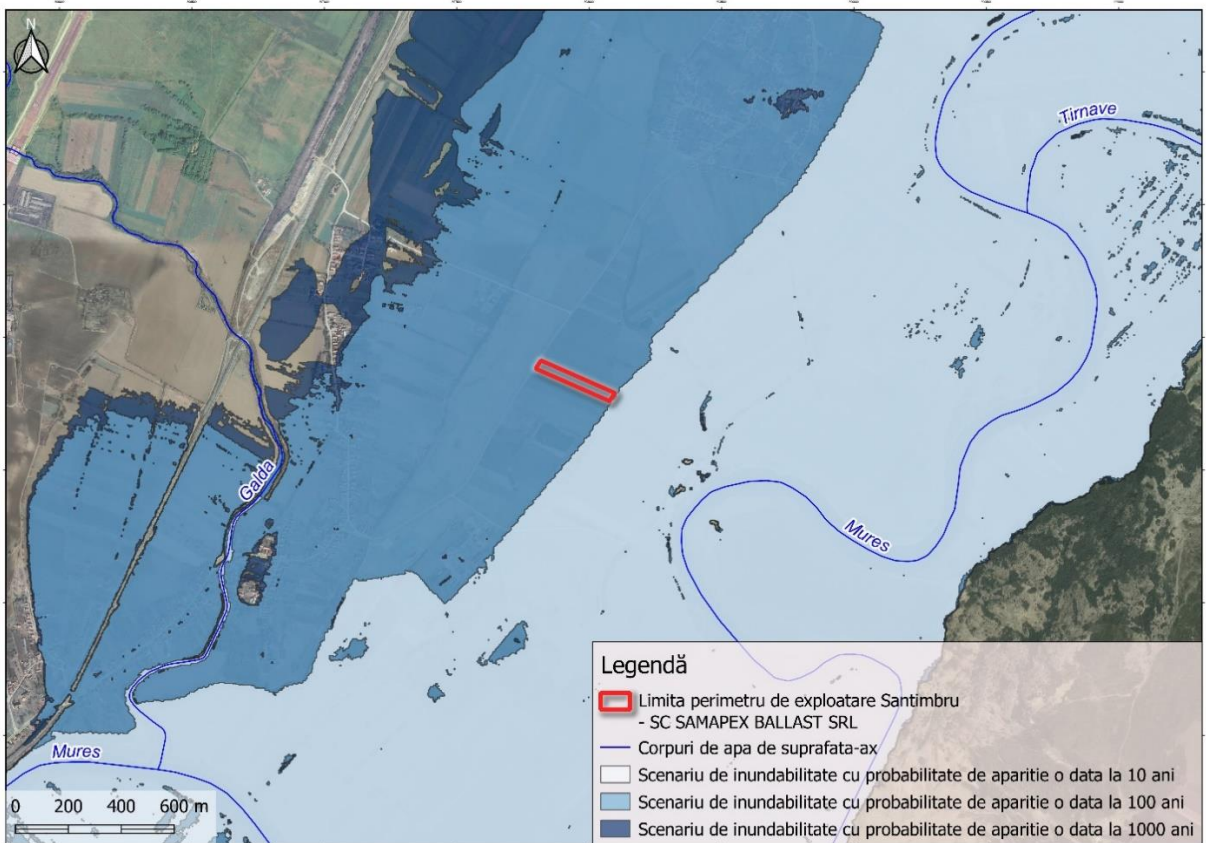 N
Tirnave
Galda
Mures
Mures
Legendă
Limita perimetru de exploatare Santimbru
- SC SAMAPEX BALLAST SRL
Corpuri de apa de suprafata-ax
Scenariu de inundabilitate cu probabilitate de aparitie o data la 10 ani
Scenariu de inundabilitate cu probabilitate de aparitie o data la 100 ani
Scenariu de inundabilitate cu probabilitate de aparitie o data la 1000 ani
0 200 400 600 m